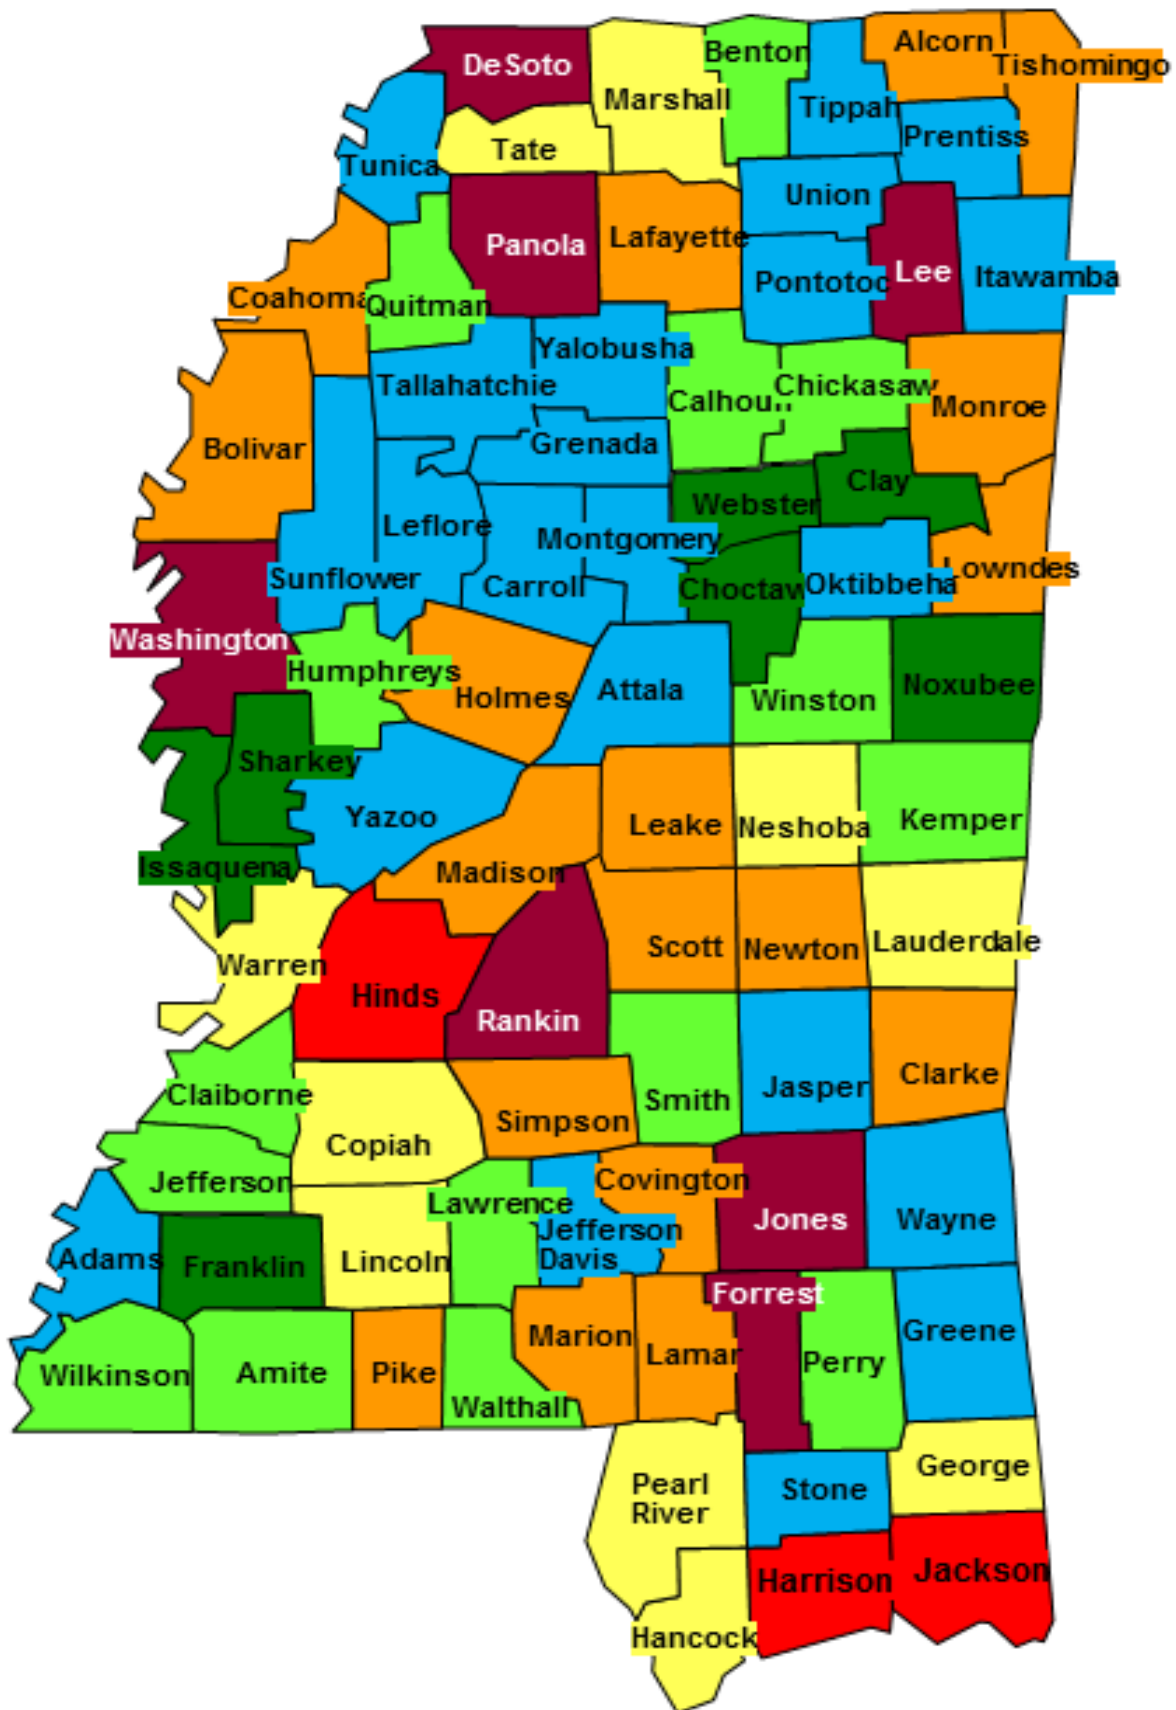 DeSoto
Marshall
Benton
Tippah
Alcorn
Tishomingo
Prentiss
Tate
Tunica
Union
Panola
Lafayette
Pontotoc
Lee
Itawamba
Coahoma
Quitman
Yalobusha
Tallahatchie
Calhoun
Chickasaw
Monroe
Bolivar
Grenada
Clay
Webster
Leflore
Montgomery
Sunflower
Carroll
Choctaw
Oktibbeha
Lowndes
Washington
Humphreys
Holmes
Attala
Winston
Noxubee
Sharkey
Yazoo
Leake
Neshoba
Kemper
Issaquena
Madison
Warren
Scott
Newton
Lauderdale
Hinds
Rankin
Claiborne
Copiah
Simpson
Smith
Jasper
Clarke
Jefferson
Lawrence
Covington
Jefferson
Davis
Jones
Wayne
Adams
Franklin
Lincoln
Forrest
Wilkinson
Amite
Pike
Walthall
Marion
Lamar
Perry
Greene
Pearl
River
Stone
George
Hancock
Harrison
Jackson